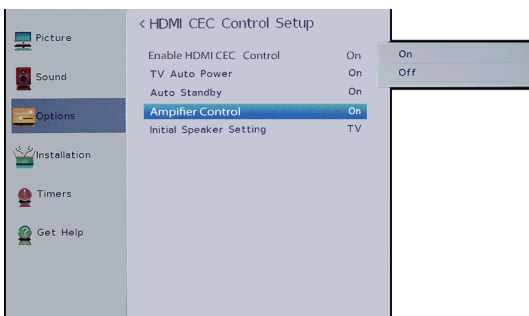 Picture
Sound
Options
Installation
Timers
Get Help
< HDMI CEC Control Setup
Enable HDMI CEC Control On
TV Auto Power On
Auto Standby On
Ampifier Control On
Initial Speaker Setting TV
On
Off